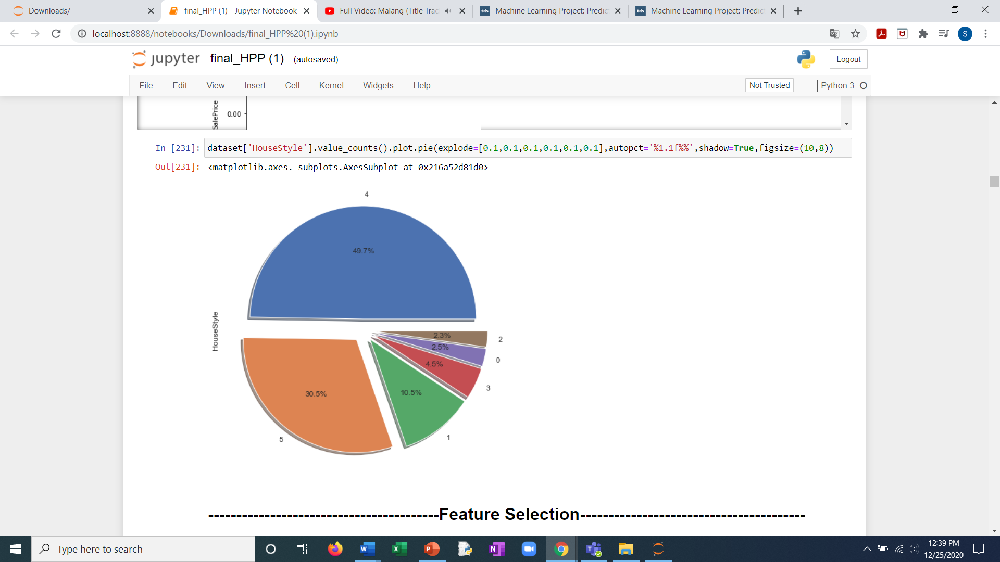 Downloads/
final_HPP (1) - Jupyter Notebook
Full Video: Malang (Title Trac
tds Machine Learning Project: Predic
tds Machine Learning Project: Predic
localhost:8888/notebooks/Downloads/final_HPP%20(1).ipynb
S
jupyter final_HPP (1) (autosaved)
Logout
File Edit View Insert Cell Kernel Widgets Help
Not Trusted
Python 3
SalePrice
0.00
In [231]: dataset['HouseStyle'].value_counts().plot.pie(explode=[0.1,0.1,0.1,0.1,0.1,0.1],autopct='%1.1f%%',shadow=True,figsize=(10,8))
Out[231]: <matplotlib.axes._subplots.AxesSubplot at 0x216a52d81d0>
4
49.7%
HouseStyle
2.3%
2
2.5%
0
4.5%
3
10.5%
30.5%
1
5
-----------------------------------------Feature Selection----------------------------------------
Type here to search
12:39 PM
12/25/2020